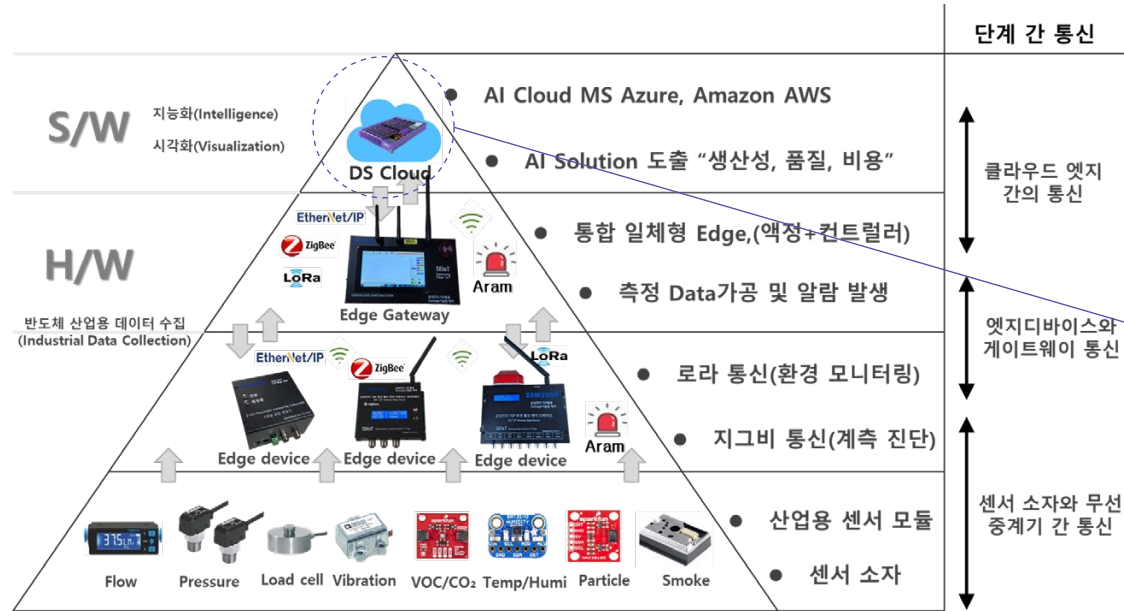 단계 간 통신
S/W
지능화(Intelligence)
시각화(Visualization)
DS Cloud
● AI Cloud MS Azure, Amazon AWS
● AI Solution 도출 “생산성, 품질, 비용”
클라우드 엣지
간의 통신
H/W
반도체 산업용 데이터 수집
(Industrial Data Collection)
EtherNet/IP
ZigBee
LoRa
Edge Gateway
Aram
● 통합 일체형 Edge,(액정+컨트럴러)
● 측정 Data가공 및 알람 발생
엣지디바이스와
게이트웨이 통신
EtherNet/IP
ZigBee
LoRa
SAMSUNG
Edge device
Edge device
Edge device
Aram
● 로라 통신(환경 모니터링)
● 지그비 통신(계측 진단)
센서 소자와 무선
중계기 간 통신
● 산업용 센서 모듈
● 센서 소자
Flow
Pressure
Load cell
Vibration
VOC/CO₂
Temp/Humi
Particle
Smoke